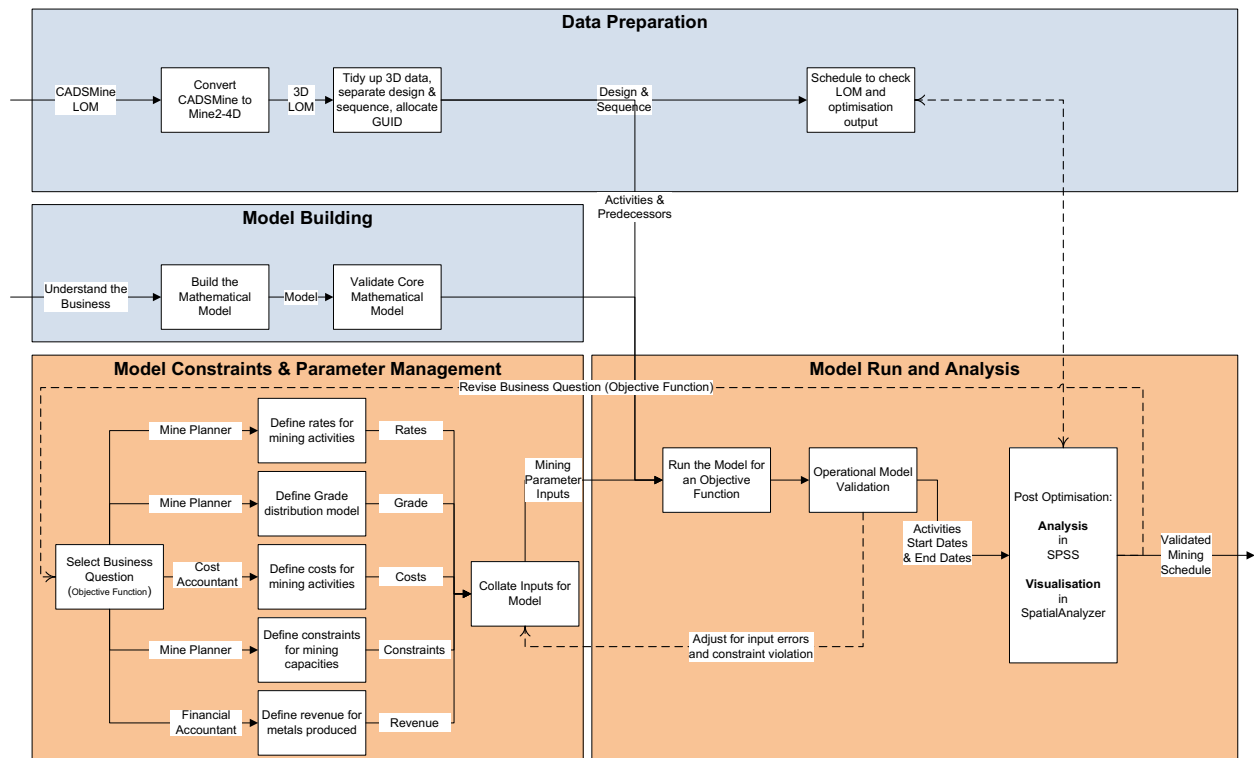 Data Preparation
CADSMine
LOM
Convert
CADSMine to
Mine2-4D
3D
LOM
Tidy up 3D data,
separate design &
sequence, allocate
GUID
Design &
Sequence
Schedule to check
LOM and
optimisation
output
Activities &
Predecessors
Model Building
Understand the
Business
Build the
Mathematical
Model
Model
Validate Core
Mathematical
Model
Model Constraints & Parameter Management
Model Run and Analysis
Revise Business Question (Objective Function)
Mine Planner
Define rates for
mining activities
Rates
Mine Planner
Define Grade
distribution model
Grade
Select Business
Question
(Objective Function)
Cost
Accountant
Define costs for
mining activities
Costs
Mine Planner
Define constraints
for mining
capacities
Constraints
Financial
Accountant
Define revenue for
metals produced
Revenue
Collate Inputs for
Model
Mining
Parameter
Inputs
Run the Model for
an Objective
Function
Operational Model
Validation
Activities
Start Dates
& End Dates
Adjust for input errors
and constraint violation
Post Optimisation:
Analysis
in
SPSS
Visualisation
in
SpatialAnalyzer
Validated
Mining
Schedule